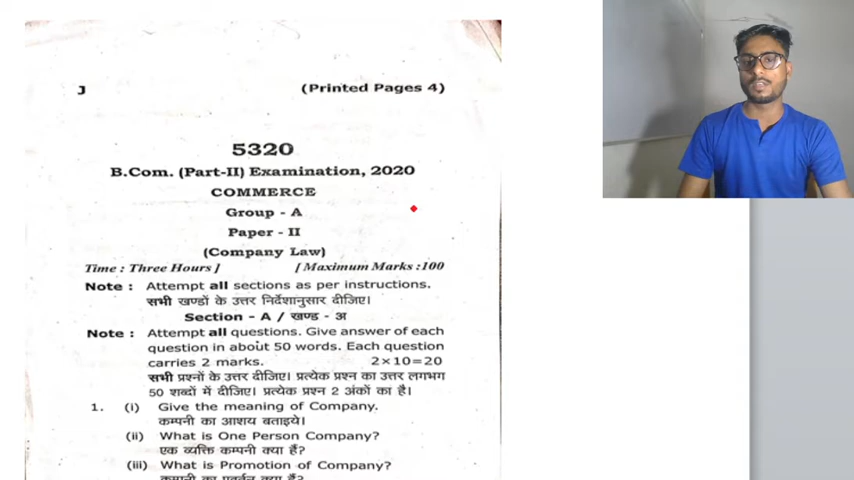 J
(Printed Pages 4)
5320
B.Com. (Part-II) Examination, 2020
COMMERCE
Group - A
Paper - II
(Company Law)
Time : Three Hours ]
[ Maximum Marks :100
Note : Attempt all sections as per instructions.
सभी खण्डों के उत्तर निर्देशानुसार दीजिए।
Section - A / खण्ड - अ
Note : Attempt all questions. Give answer of each
question in about 50 words. Each question
carries 2 marks. 2×10=20
सभी प्रश्नों के उत्तर दीजिए। प्रत्येक प्रश्न का उत्तर लगभग
50 शब्दों में दीजिए। प्रत्येक प्रश्न 2 अंकों का है।
1. (i) Give the meaning of Company.
कम्पनी का आशय बताइये।
(ii) What is One Person Company?
एक व्यक्ति कम्पनी क्या हैं?
(iii) What is Promotion of Company?
कम्पनी का प्रवर्तन क्या हैं?